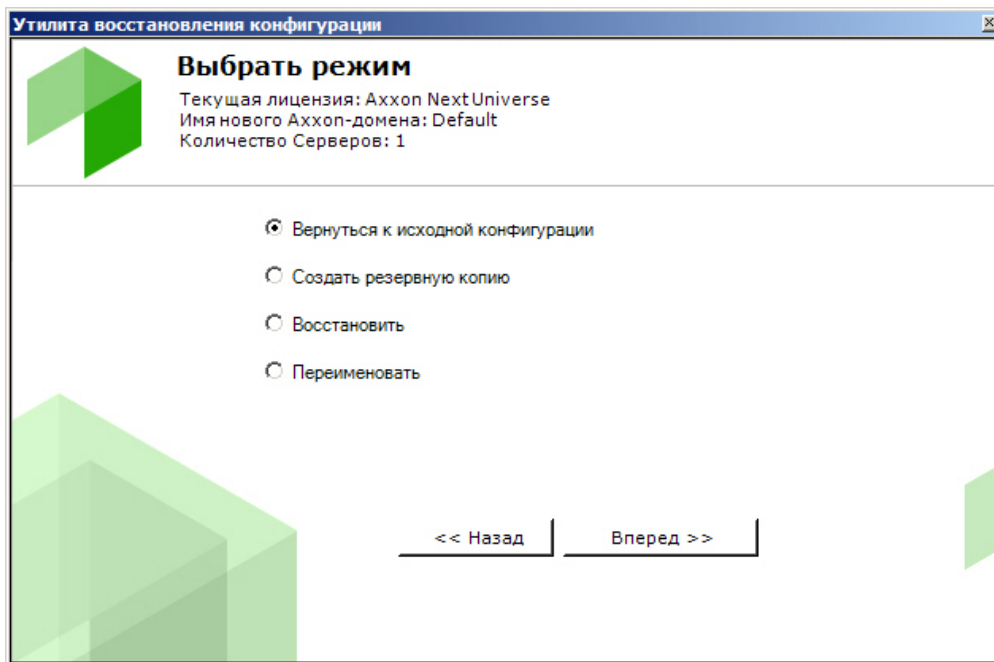 Утилита восстановления конфигурации
Выбрать режим
Текущая лицензия: Axxon Next Universe
Имя нового Axxon-домена: Default
Количество Серверов: 1
Вернуться к исходной конфигурации
Создать резервную копию
Восстановить
Переименовать
<< Назад
Вперед >>